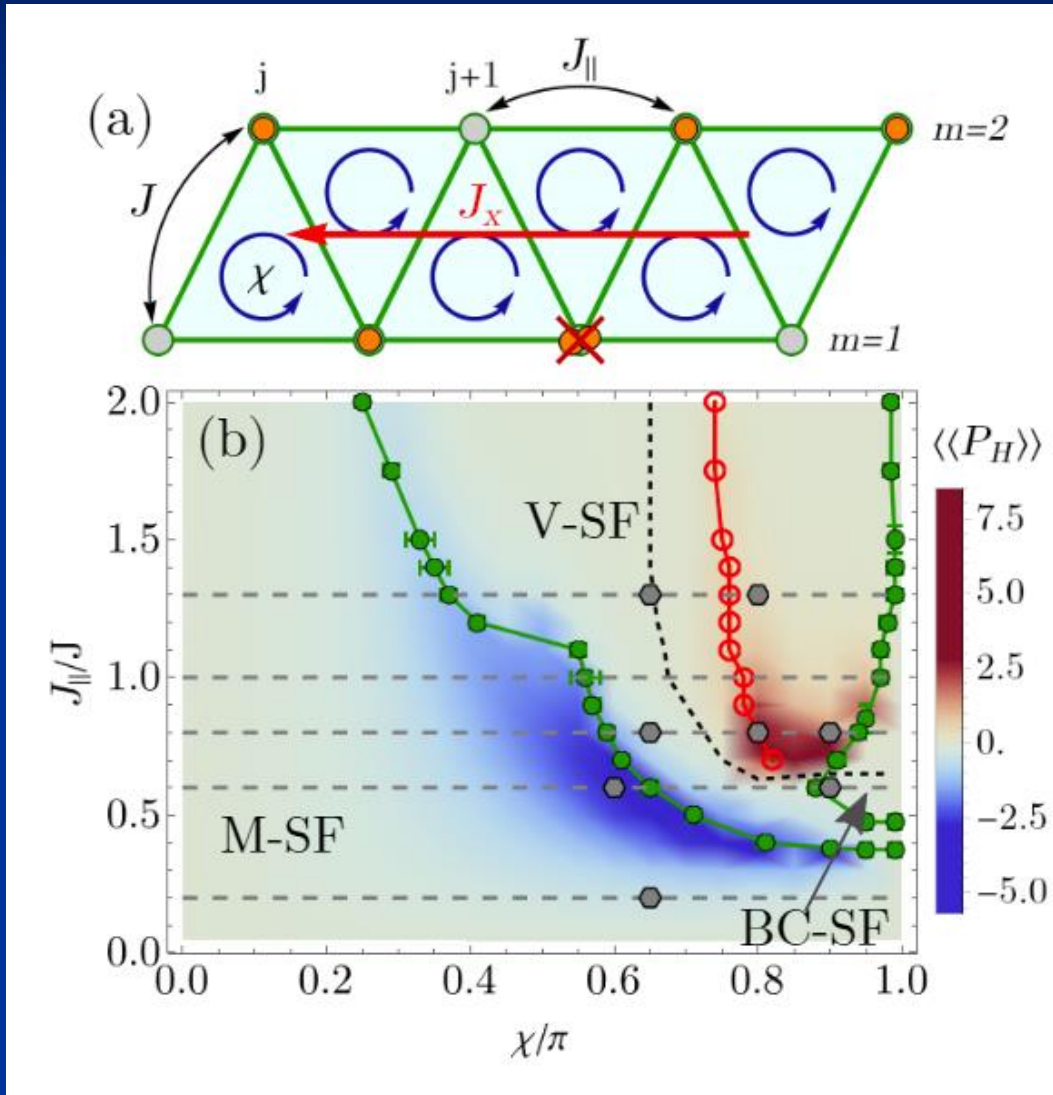 (a)
j
j+1
J∥
m=2
J
Jx
χ
m=1
(b)
⟨⟨P_H⟩⟩
2.0
1.5
1.0
0.5
0.0
J∥/J
V-SF
M-SF
BC-SF
7.5
5.0
2.5
0.
−2.5
−5.0
0.0 0.2 0.4 0.6 0.8 1.0
χ/π